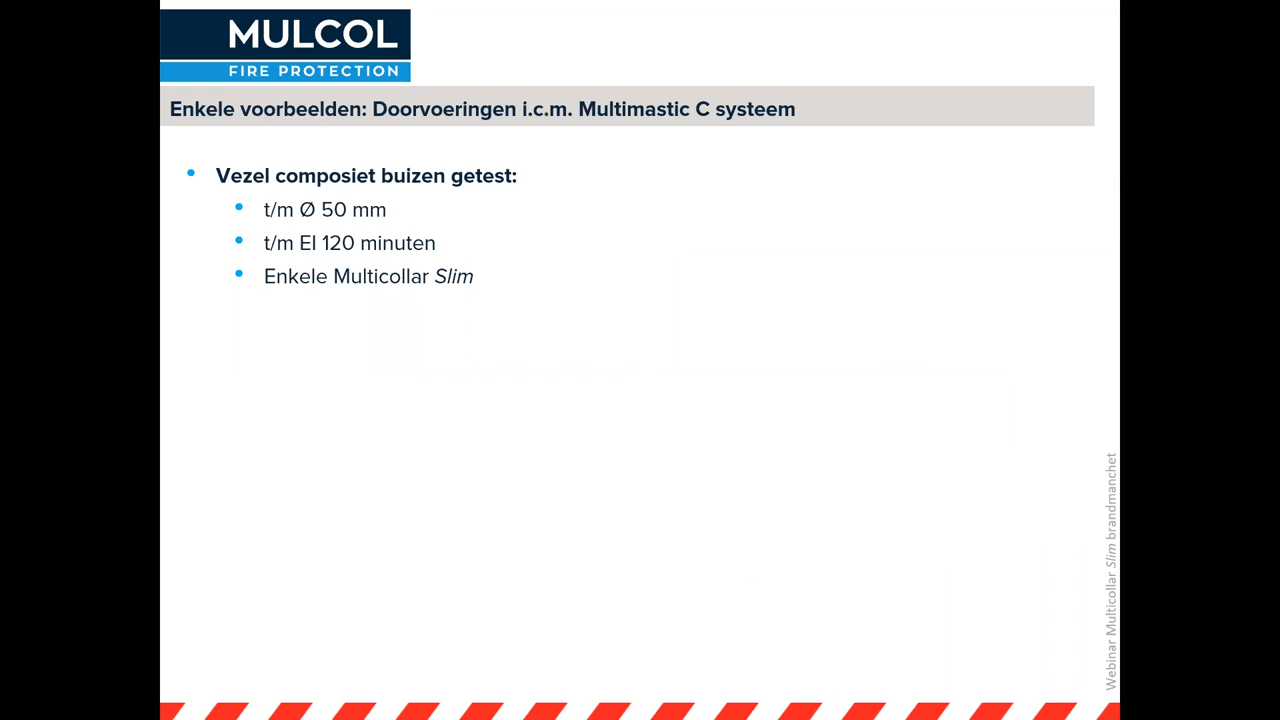 MULCOL
FIRE PROTECTION
Enkele voorbeelden: Doorvoeringen i.c.m. Multimastic C systeem
Vezel composiet buizen getest:
t/m Ø 50 mm
t/m EI 120 minuten
Enkele Multicollar Slim
Webinar Multicollar Slim brandmanchet